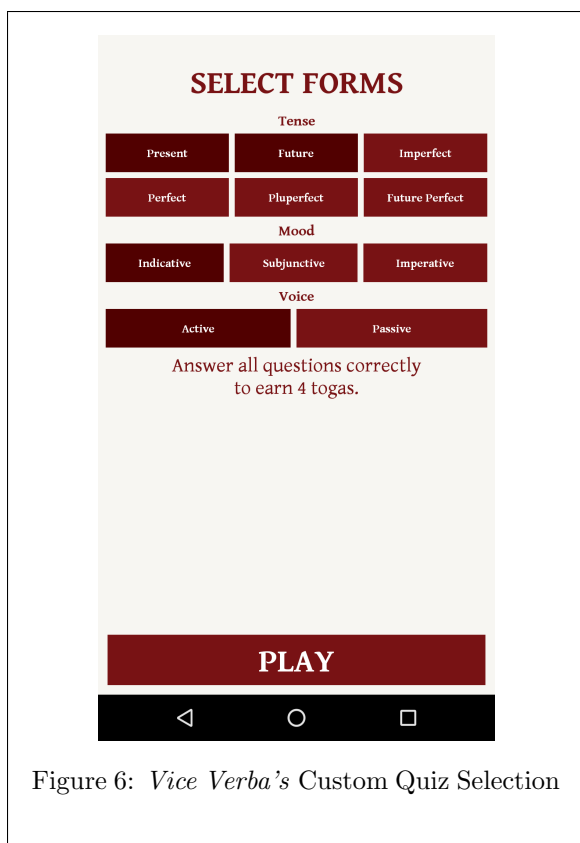 SELECT FORMS
Tense
Present Future Imperfect
Perfect Pluperfect Future Perfect
Mood
Indicative Subjunctive Imperative
Voice
Active Passive
Answer all questions correctly
to earn 4 togas.
PLAY
Figure 6: Vice Verba's Custom Quiz Selection